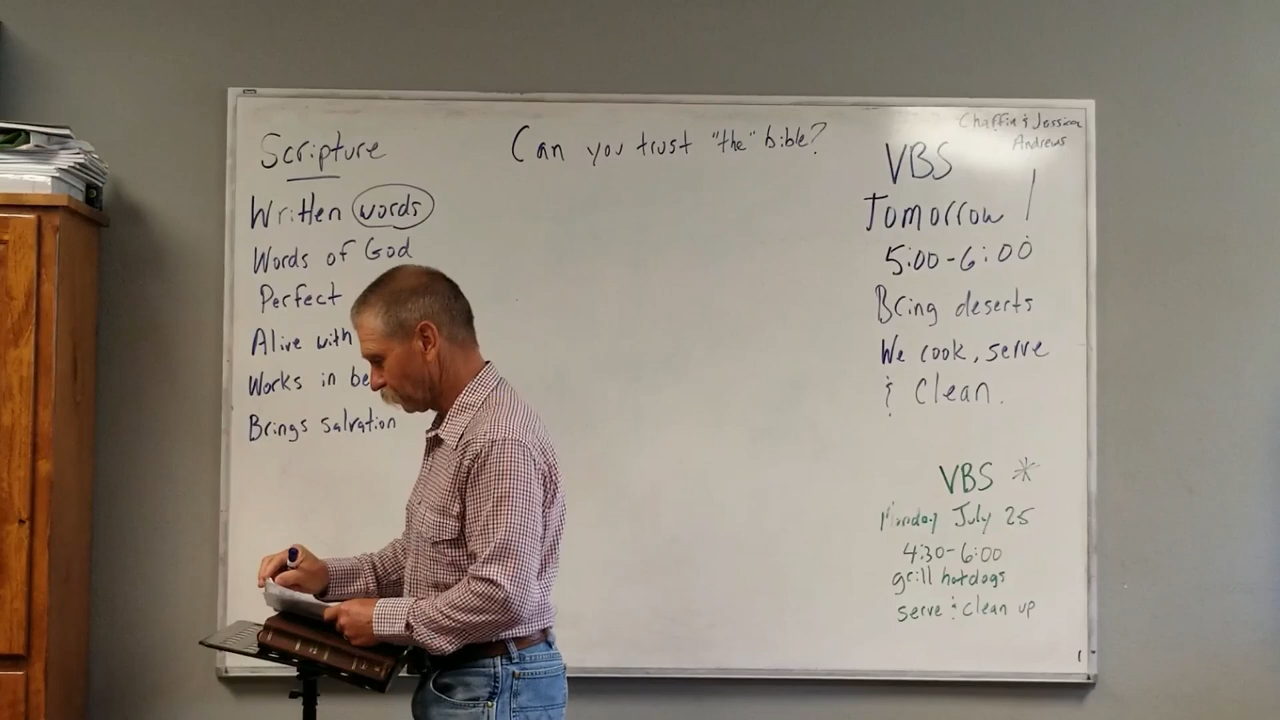 Scripture
Written words
Words of God
Perfect
Alive with
Works in be
Brings salvation
Can you trust "the" bible?
Chaffin & Jessica
Andrews
VBS
Tomorrow!
5:00-6:00
Bring deserts
We cook, serve
& Clean.
VBS *
Monday July 25
4:30-6:00
grill hotdogs
serve & clean up